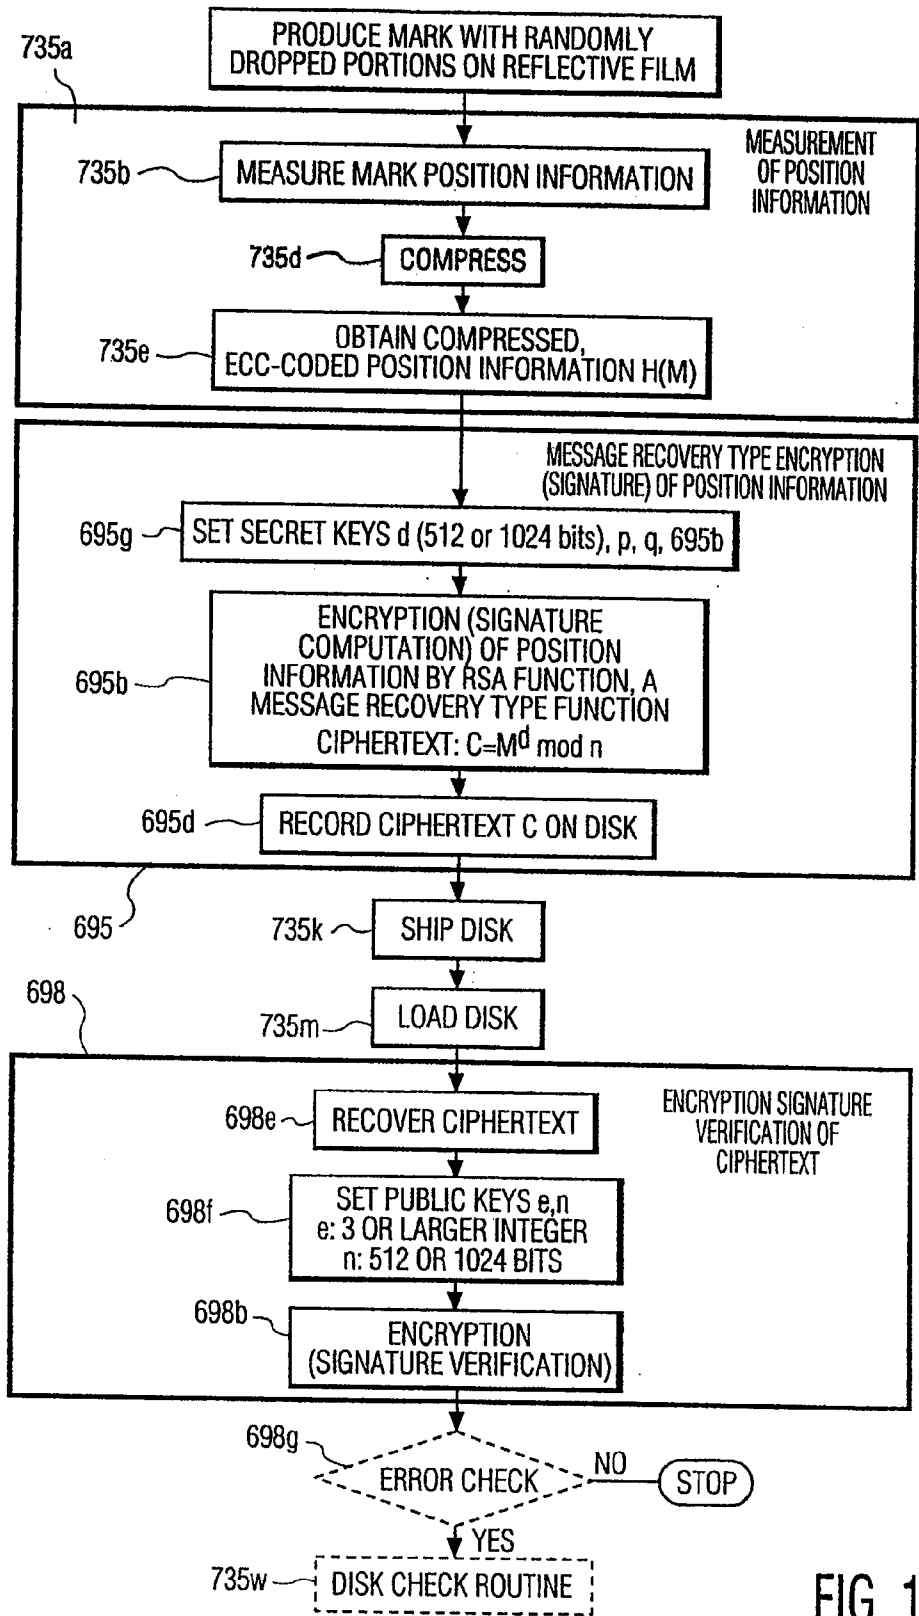 735a
PRODUCE MARK WITH RANDOMLY
DROPPED PORTIONS ON REFLECTIVE FILM
MEASUREMENT
OF POSITION
INFORMATION
735b
MEASURE MARK POSITION INFORMATION
735d
COMPRESS
735e
OBTAIN COMPRESSED,
ECC-CODED POSITION INFORMATION H(M)
MESSAGE RECOVERY TYPE ENCRYPTION
(SIGNATURE) OF POSITION INFORMATION
695g
SET SECRET KEYS d (512 or 1024 bits), p, q, 695b
695b
ENCRYPTION (SIGNATURE
COMPUTATION) OF POSITION
INFORMATION BY RSA FUNCTION, A
MESSAGE RECOVERY TYPE FUNCTION
CIPHERTEXT: C=M^d mod n
695d
RECORD CIPHERTEXT C ON DISK
695
735k
SHIP DISK
698
735m
LOAD DISK
ENCRYPTION SIGNATURE
VERIFICATION OF
CIPHERTEXT
698e
RECOVER CIPHERTEXT
698f
SET PUBLIC KEYS e,n
e: 3 OR LARGER INTEGER
n: 512 OR 1024 BITS
698b
ENCRYPTION
(SIGNATURE VERIFICATION)
698g
ERROR CHECK
NO
STOP
YES
735w
DISK CHECK ROUTINE
FIG. 1